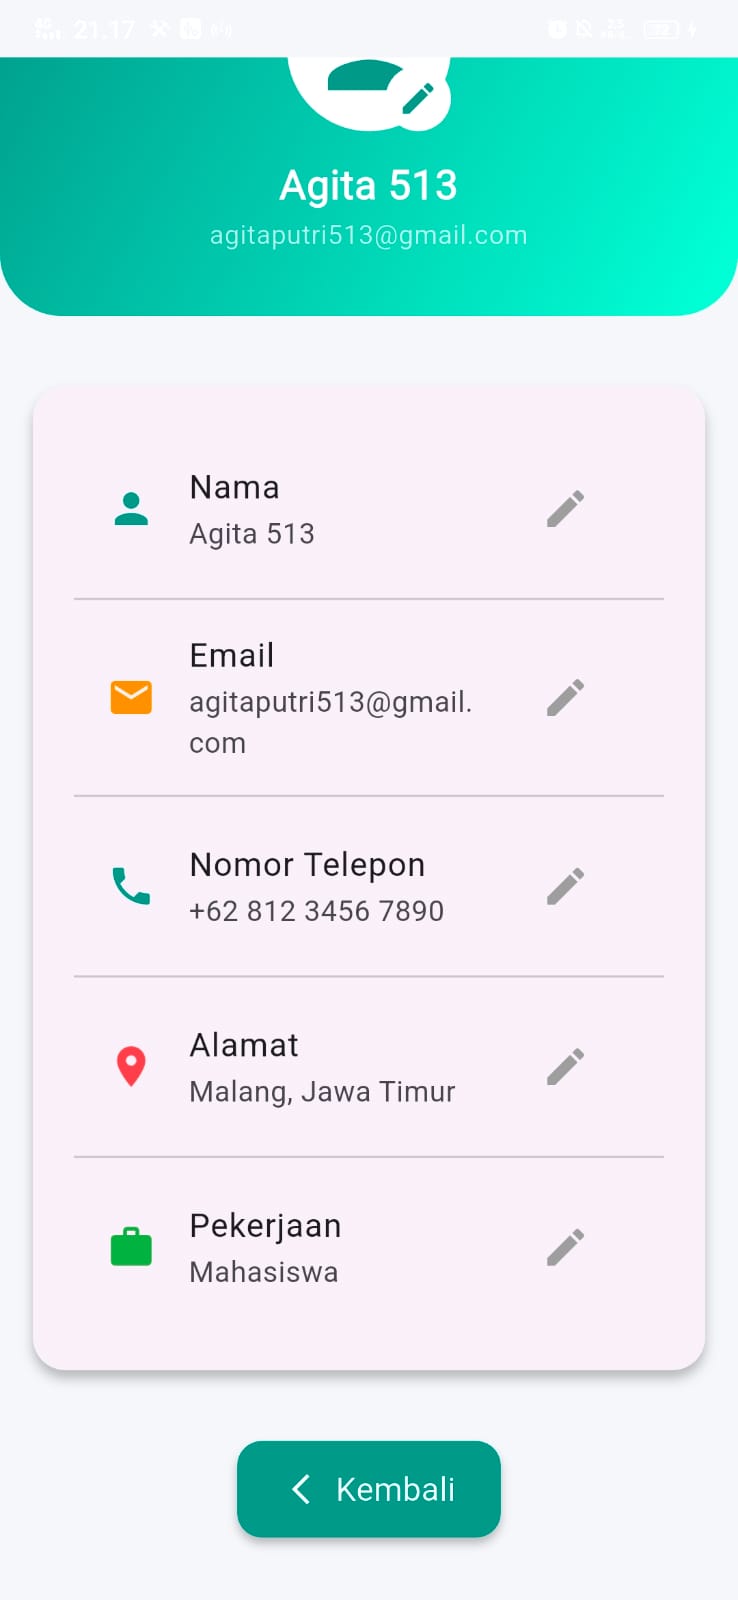 21.17
Agita 513
agitaputri513@gmail.com
Nama
Agita 513
Email
agitaputri513@gmail.
com
Nomor Telepon
+62 812 3456 7890
Alamat
Malang, Jawa Timur
Pekerjaan
Mahasiswa
Kembali